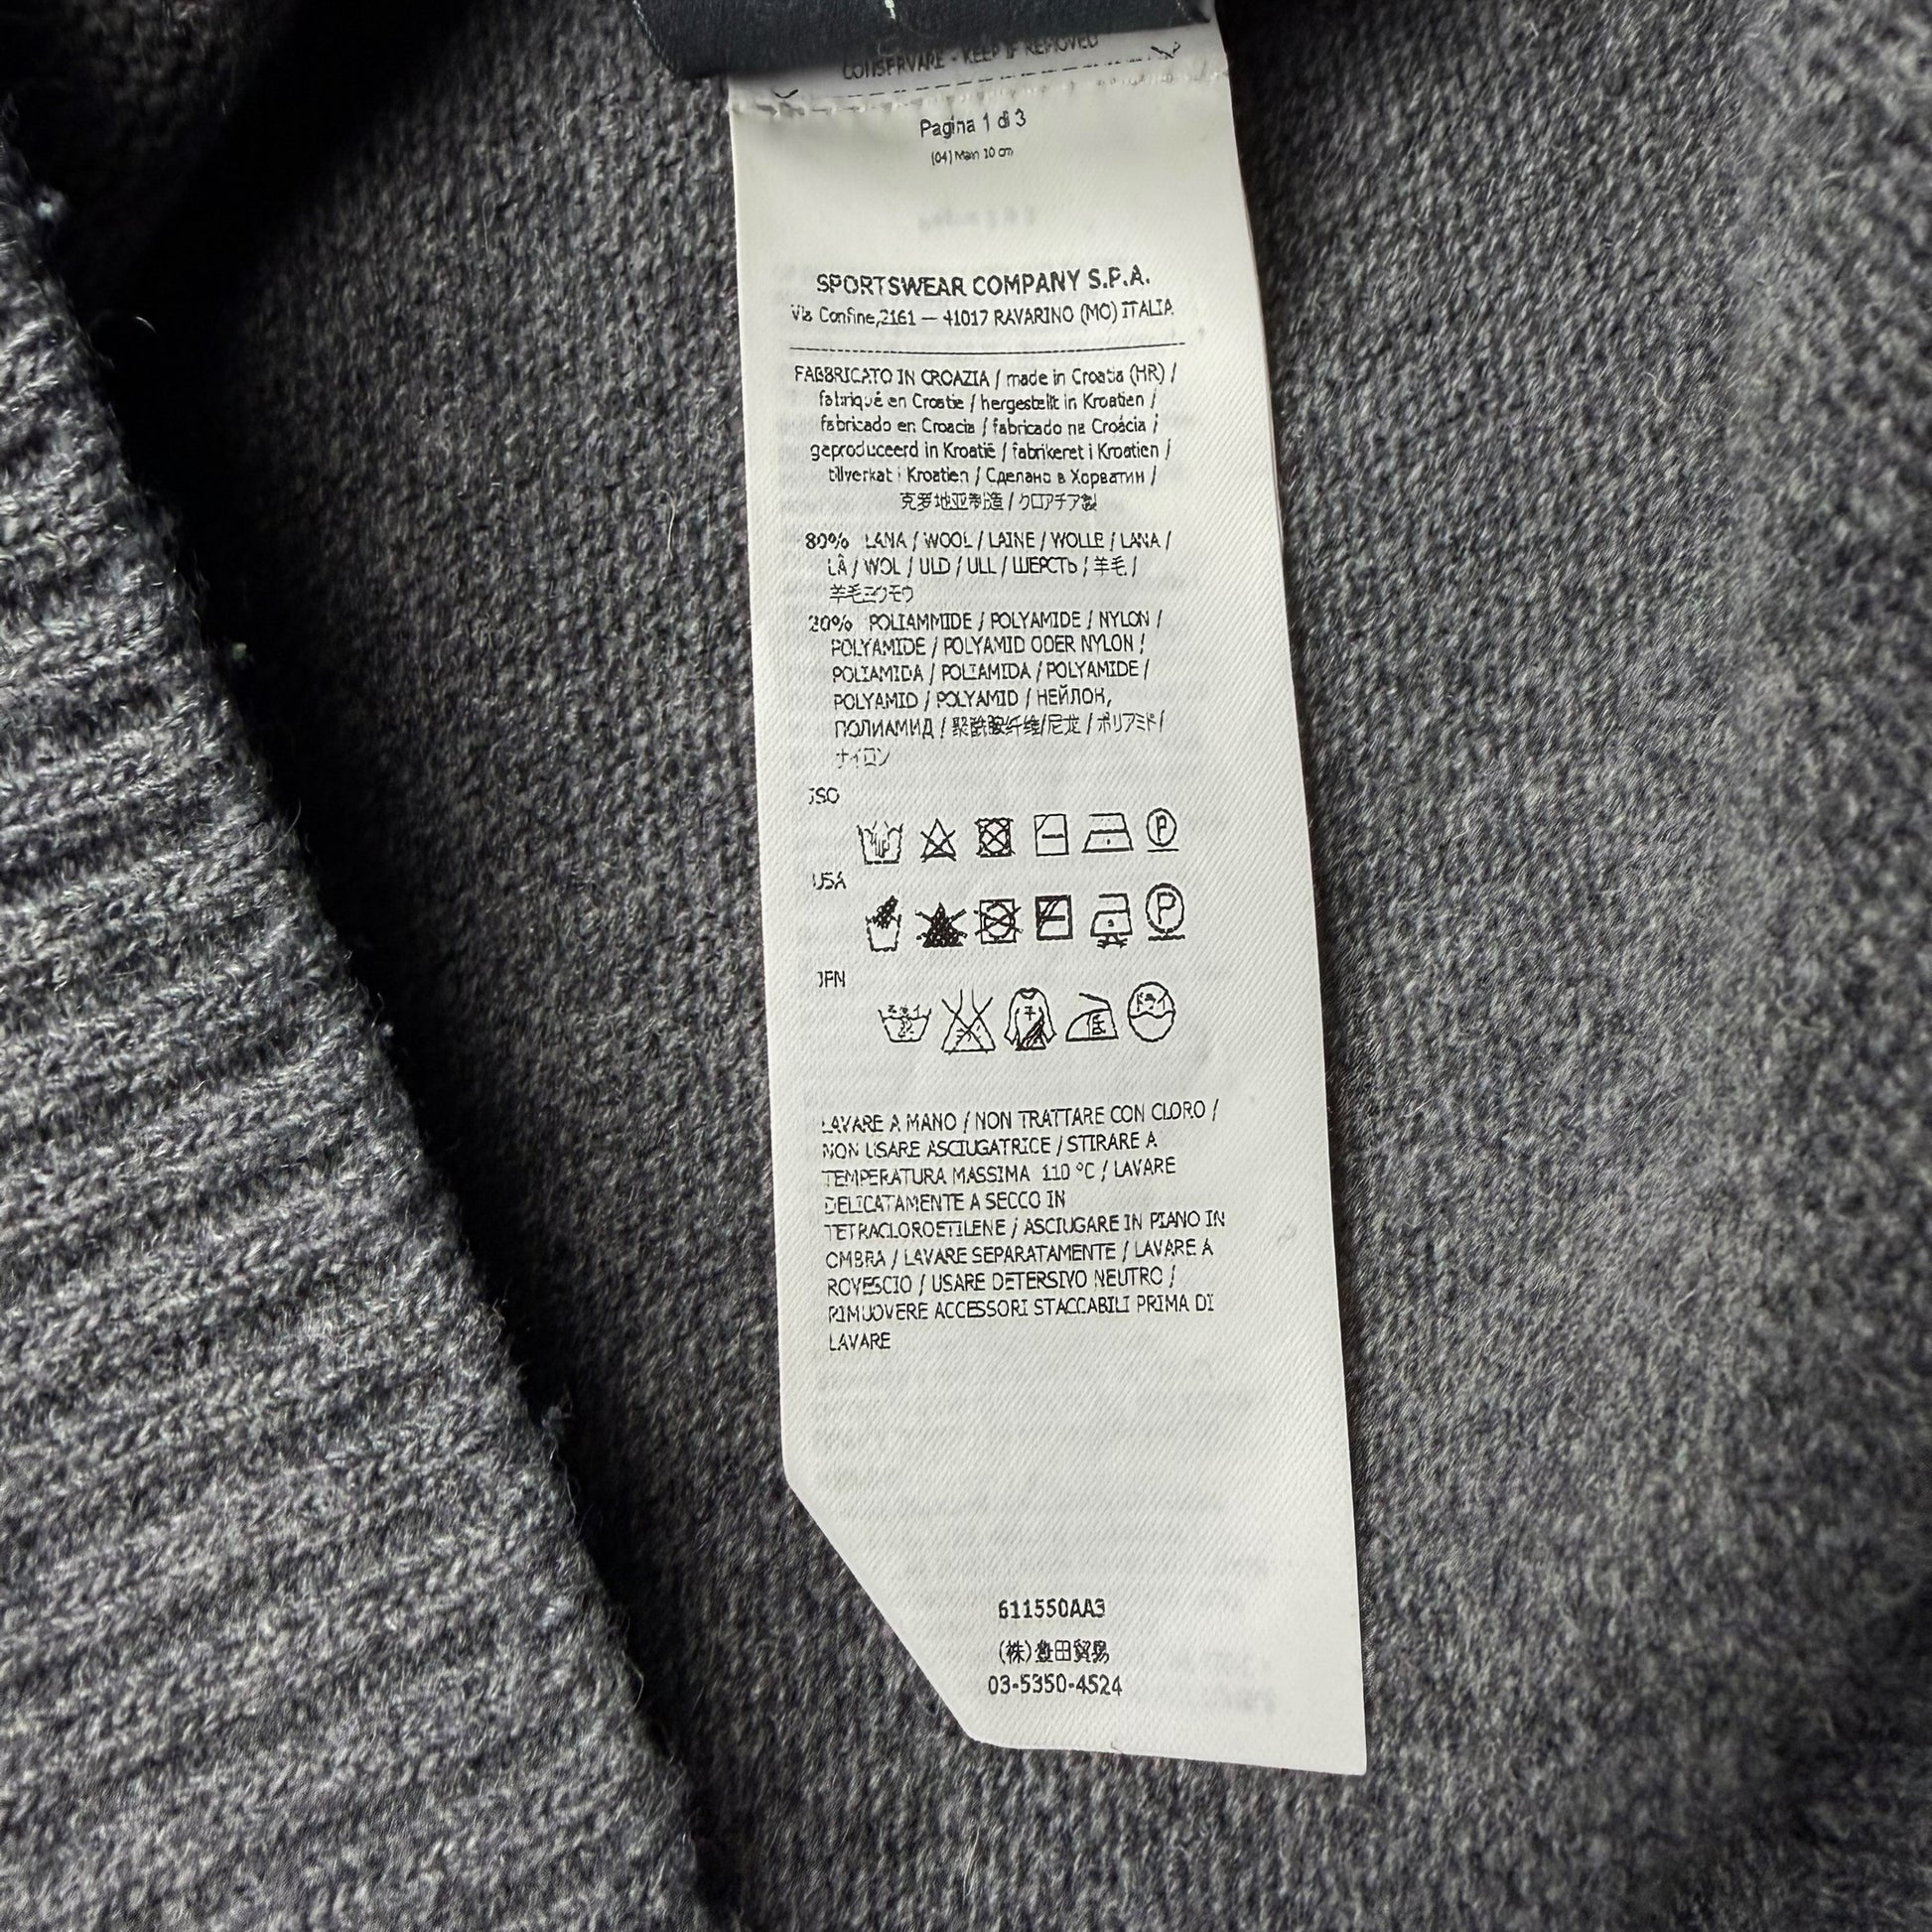 CONSERVARE - KEEP IF REMOVED
Pagina 1 di 3
(04) Main 10 cm
SPORTSWEAR COMPANY S.P.A.
Via Confine,2161 — 41017 RAVARINO (MO) ITALIA
FABBRICATO IN CROAZIA / made in Croatia (HR) /
fabriqué en Croatie / hergestellt in Kroatien /
fabricado en Croacia / fabricado na Croácia /
geproduceerd in Kroatië / fabrikeret i Kroatien /
tillverkat i Kroatien / Сделано в Хорватии /
克罗地亚制造 / クロアチア製
80% LANA / WOOL / LAINE / WOLLE / LANA /
LÃ / WOL / ULD / ULL / ШЕРСТЬ / 羊毛 /
羊毛ヨウモウ
20% POLIAMMIDE / POLYAMIDE / NYLON /
POLYAMIDE / POLYAMID ODER NYLON /
POLIAMIDA / POLIAMIDA / POLYAMIDE /
POLYAMID / POLYAMID / НЕЙЛОН,
ПОЛИАМИД / 聚酰胺纤维/尼龙 / ポリアミド/
ナイロン
ISO
P
USA
P
JPN
低
LAVARE A MANO / NON TRATTARE CON CLORO /
NON USARE ASCIUGATRICE / STIRARE A
TEMPERATURA MASSIMA 110 °C / LAVARE
DELICATAMENTE A SECCO IN
TETRACLOROETILENE / ASCIUGARE IN PIANO IN
OMBRA / LAVARE SEPARATAMENTE / LAVARE A
ROVESCIO / USARE DETERSIVO NEUTRO /
RIMUOVERE ACCESSORI STACCABILI PRIMA DI
LAVARE
611550AA3
(株)豊田貿易
03-5350-4524